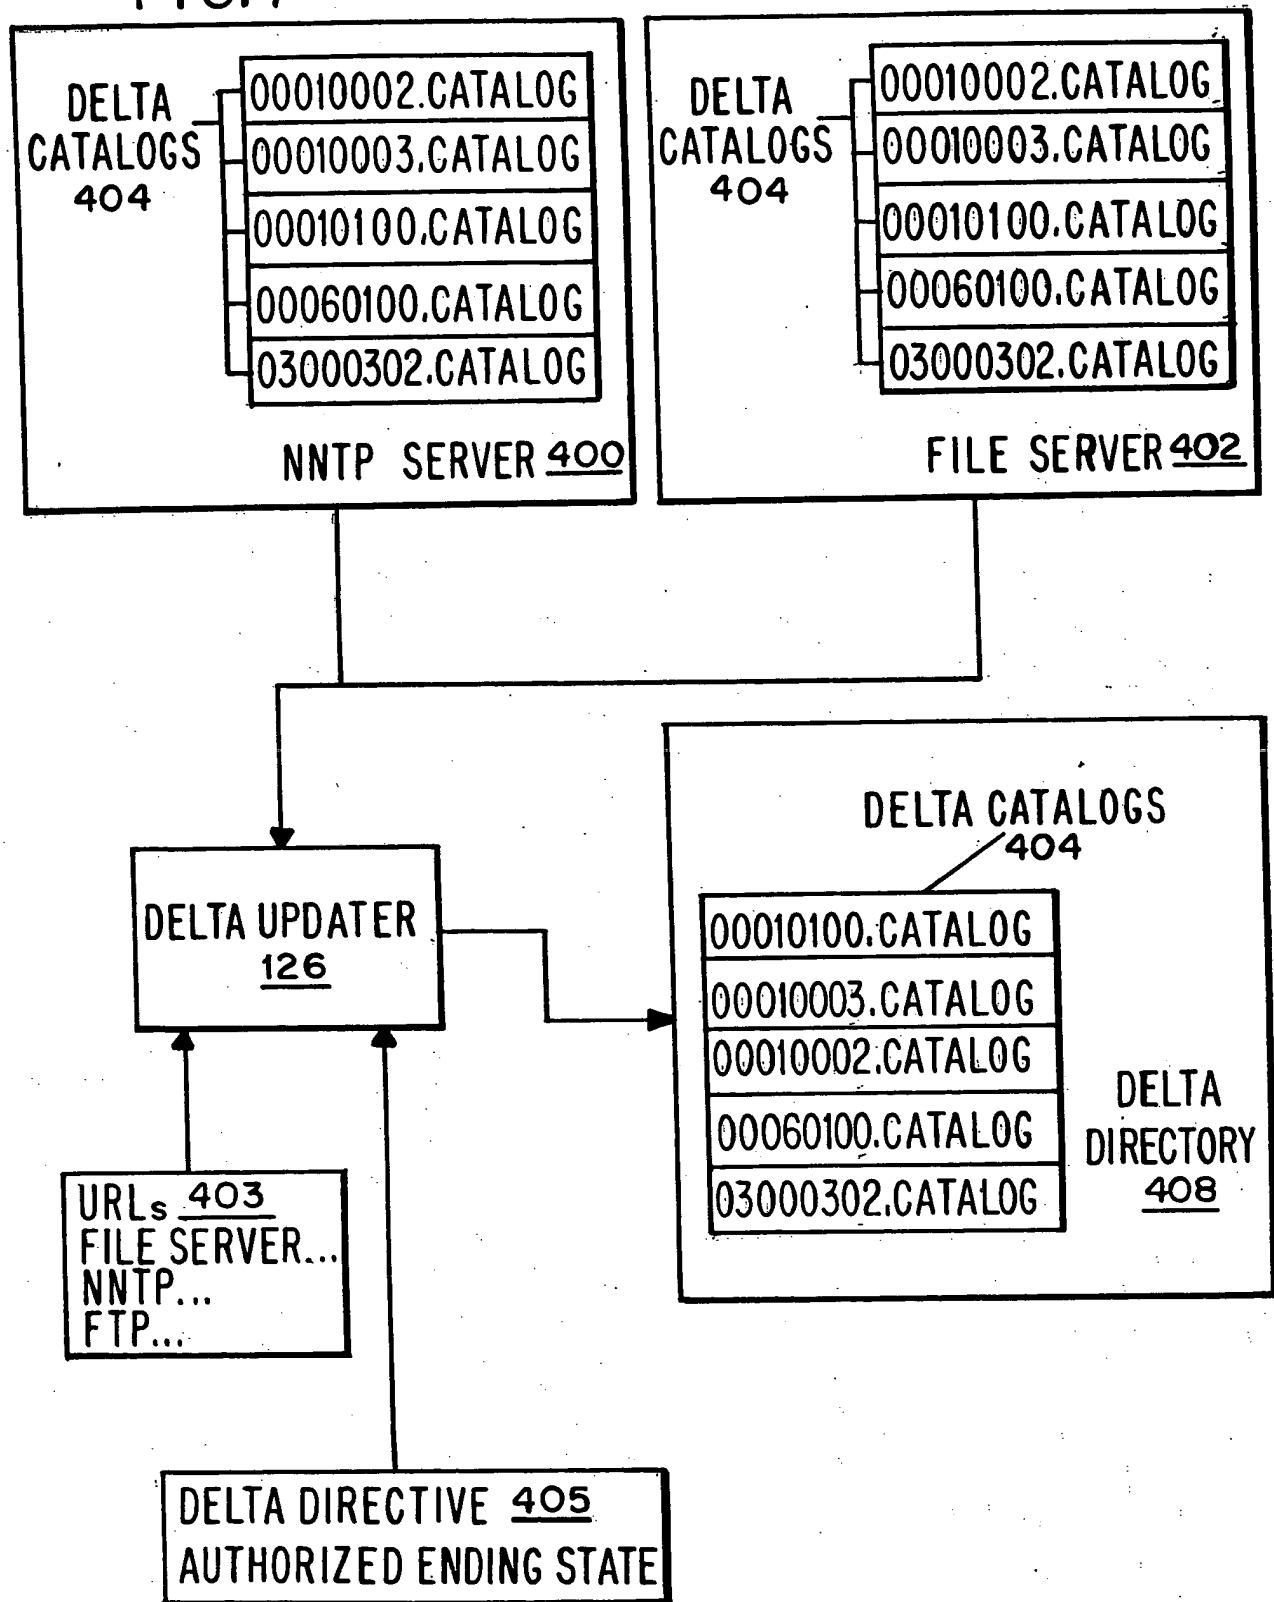 DELTA
CATALOGS
404
00010002.CATALOG
00010003.CATALOG
00010100.CATALOG
00060100.CATALOG
03000302.CATALOG
NNTP SERVER 400
DELTA
CATALOGS
404
00010002.CATALOG
00010003.CATALOG
00010100.CATALOG
00060100.CATALOG
03000302.CATALOG
FILE SERVER 402
DELTA UPDATER
126
DELTA CATALOGS
404
00010100.CATALOG
00010003.CATALOG
00010002.CATALOG
00060100.CATALOG
03000302.CATALOG
DELTA
DIRECTORY
408
URLs 403
FILE SERVER...
NNTP...
FTP...
DELTA DIRECTIVE 405
AUTHORIZED ENDING STATE